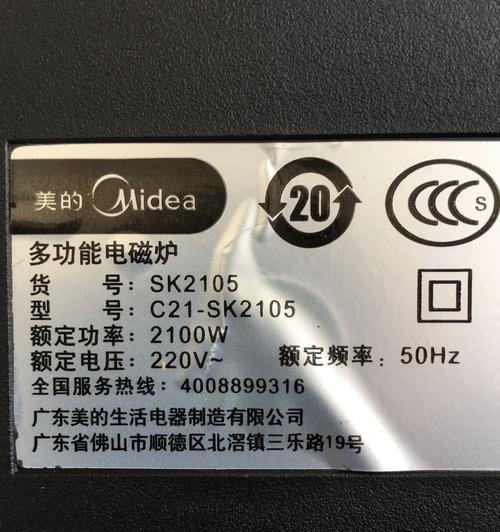 美的 Midea
20
CCC S
多功能电磁炉
货 号: SK2105
型 号: C21-SK2105
额定功率: 2100W
额定电压: 220V~ 额定频率: 50Hz
全国服务热线: 4008899316
广东美的生活电器制造有限公司
广东省佛山市顺德区北滘镇三乐路19号